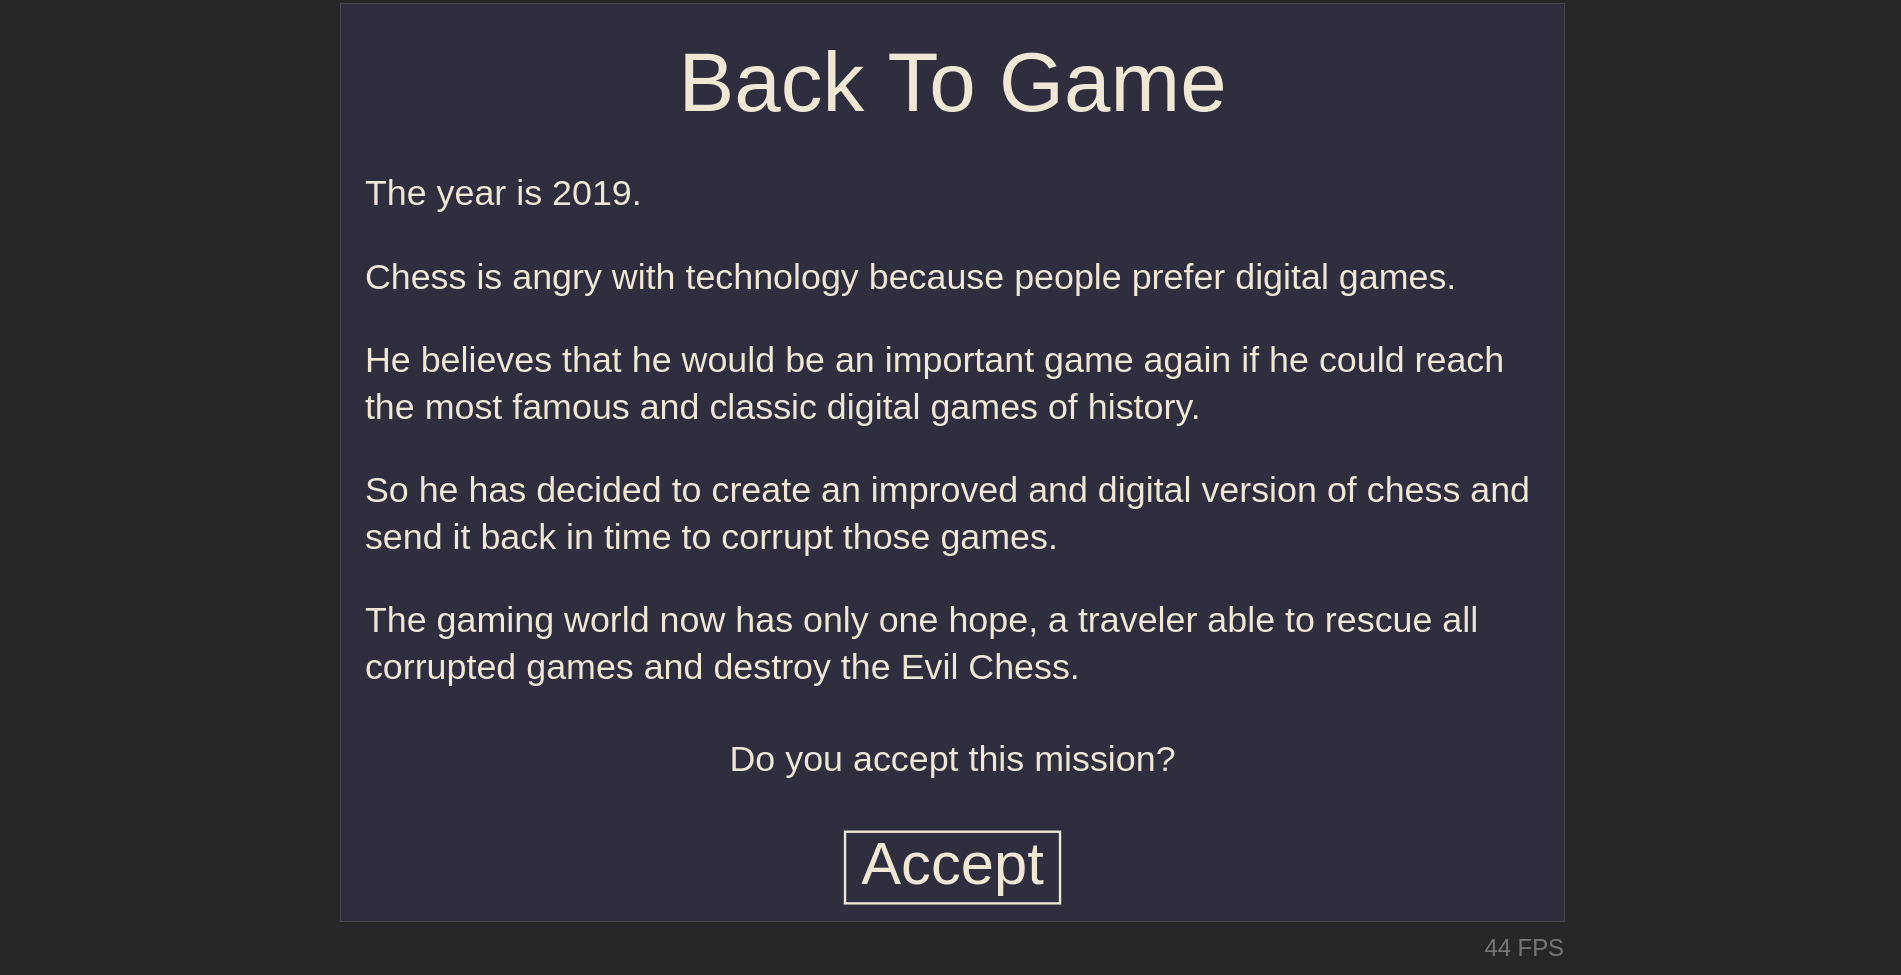 Back To Game
The year is 2019.
Chess is angry with technology because people prefer digital games.
He believes that he would be an important game again if he could reach
the most famous and classic digital games of history.
So he has decided to create an improved and digital version of chess and
send it back in time to corrupt those games.
The gaming world now has only one hope, a traveler able to rescue all
corrupted games and destroy the Evil Chess.
Do you accept this mission?
Accept
44 FPS